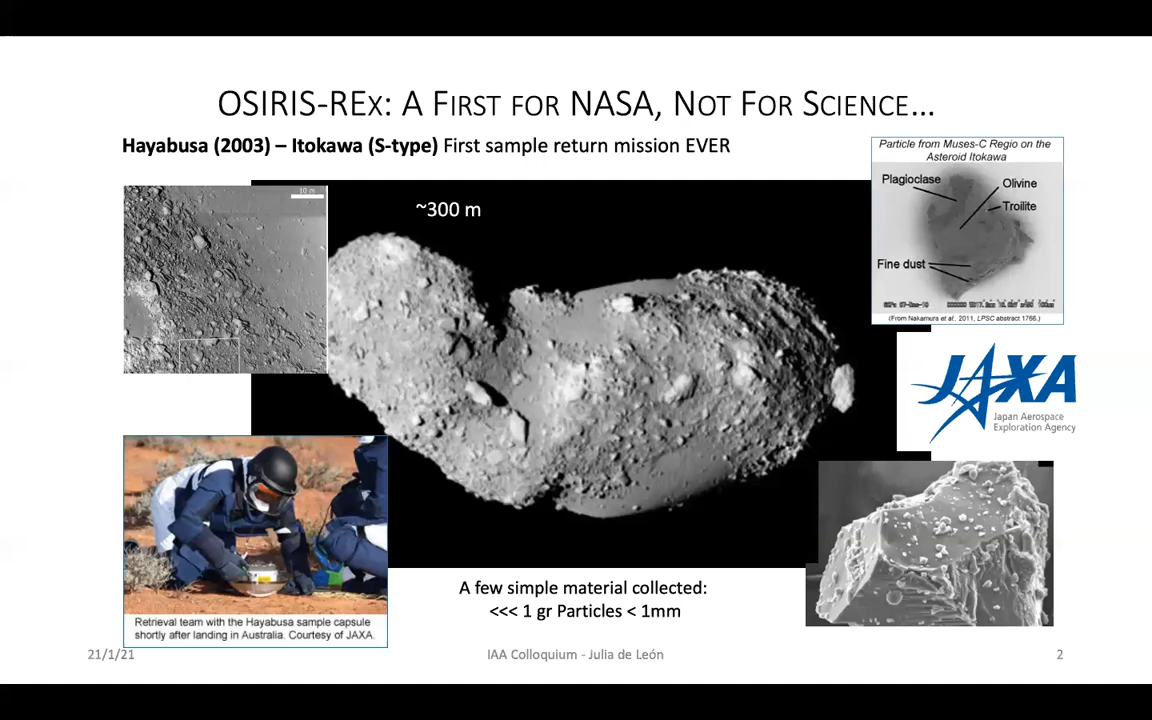 OSIRIS-REX: A FIRST FOR NASA, NOT FOR SCIENCE...
Hayabusa (2003) – Itokawa (S-type) First sample return mission EVER
10 m
~300 m
Particle from Muses-C Regio on the
Asteroid Itokawa
Plagioclase
Olivine
Troilite
Fine dust
(From Nakamura et al., 2011, LPSC abstract 1766.)
JAXA
Japan Aerospace
Exploration Agency
Retrieval team with the Hayabusa sample capsule
shortly after landing in Australia. Courtesy of JAXA.
A few simple material collected:
<<< 1 gr Particles < 1mm
21/1/21
IAA Colloquium - Julia de León
2